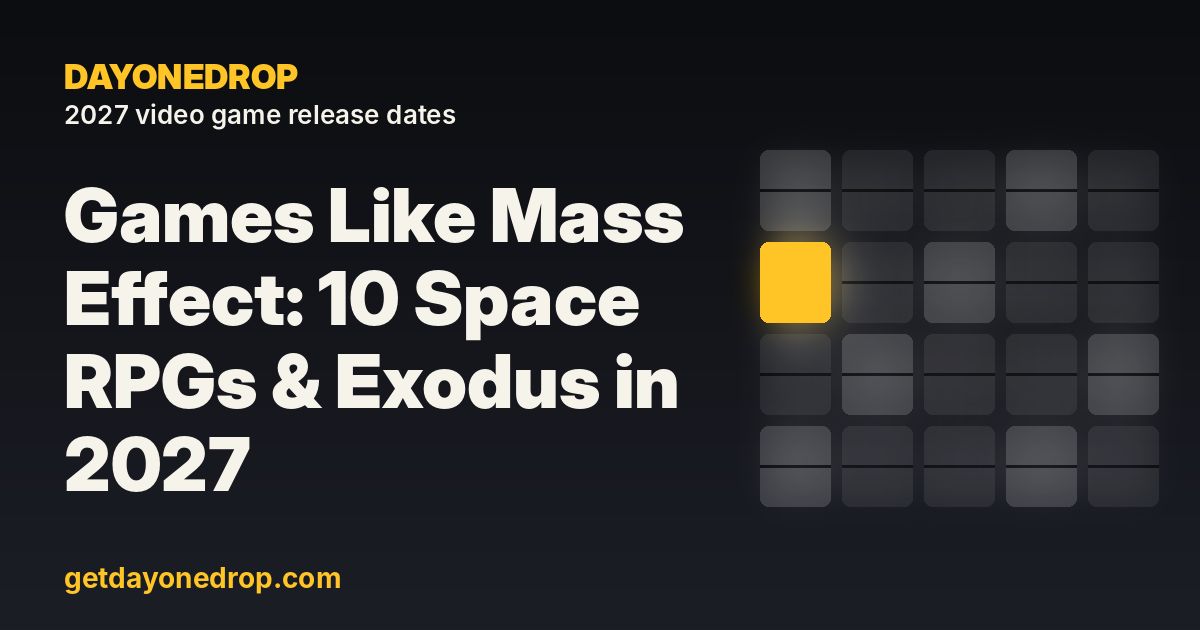 DAYONEDROP
2027 video game release dates
Games Like Mass
Effect: 10 Space
RPGs & Exodus in
2027
getdayonedrop.com